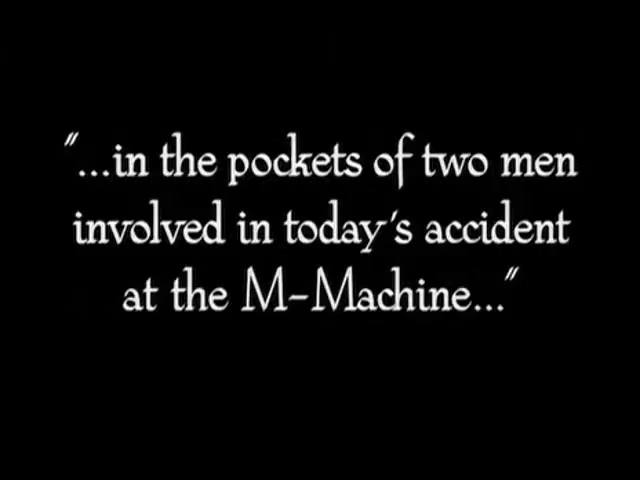 "...in the pockets of two men
involved in today's accident
at the M-Machine..."